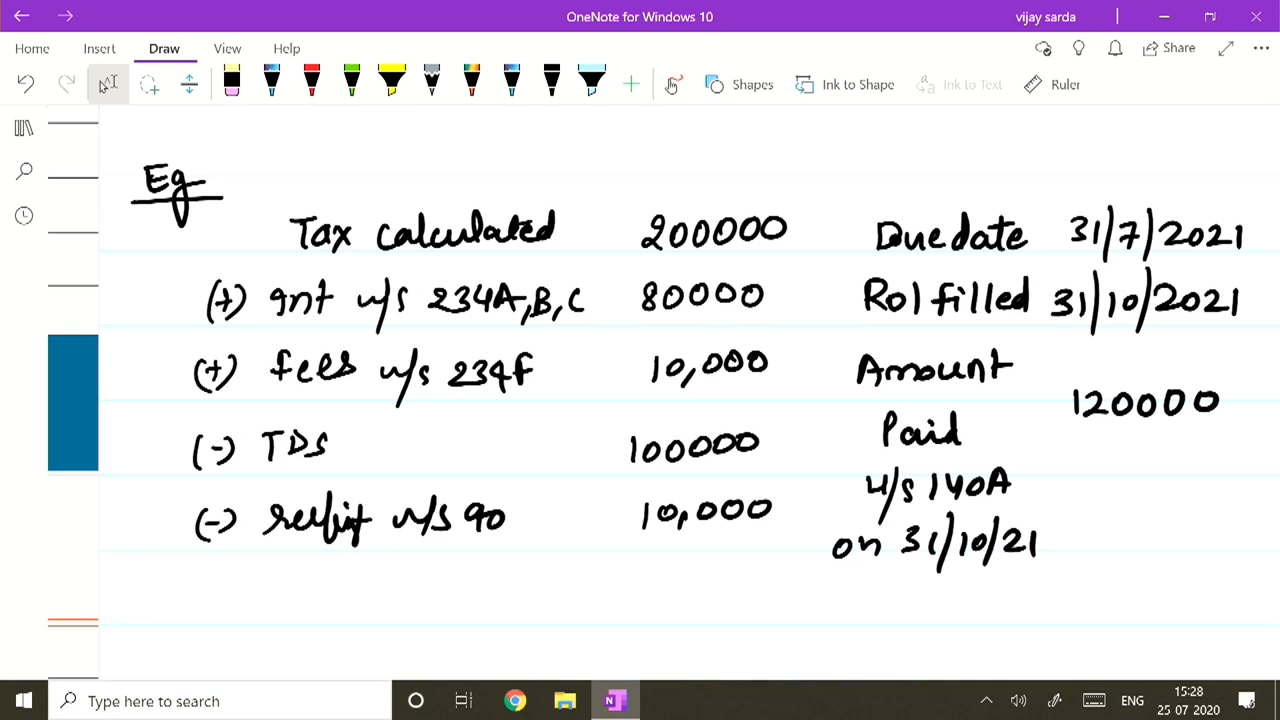 OneNote for Windows 10
vijay sarda
Home Insert Draw View Help
Share
Shapes
Ink to Shape
Ink to Text
Ruler
Eg
Tax calculated 200000
(+) Int u/s 234A,B,C 80000
(+) fees u/s 234F 10,000
(-) TDS 100000
(-) relief u/s 90 10,000
Due date 31/7/2021
RoI filled 31/10/2021
Amount
120000
Paid
u/s 140A
on 31/10/21
Type here to search
ENG
15:28
25 07 2020